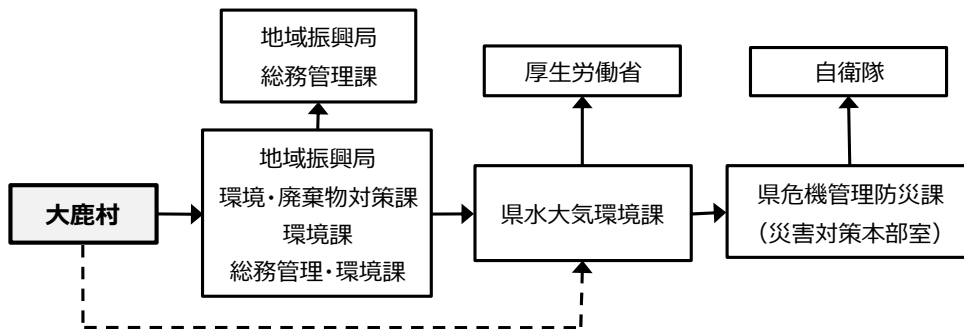 地域振興局
総務管理課
厚生労働省
自衛隊
大鹿村
地域振興局
環境・廃棄物対策課
環境課
総務管理・環境課
県水大気環境課
県危機管理防災課
（災害対策本部室）